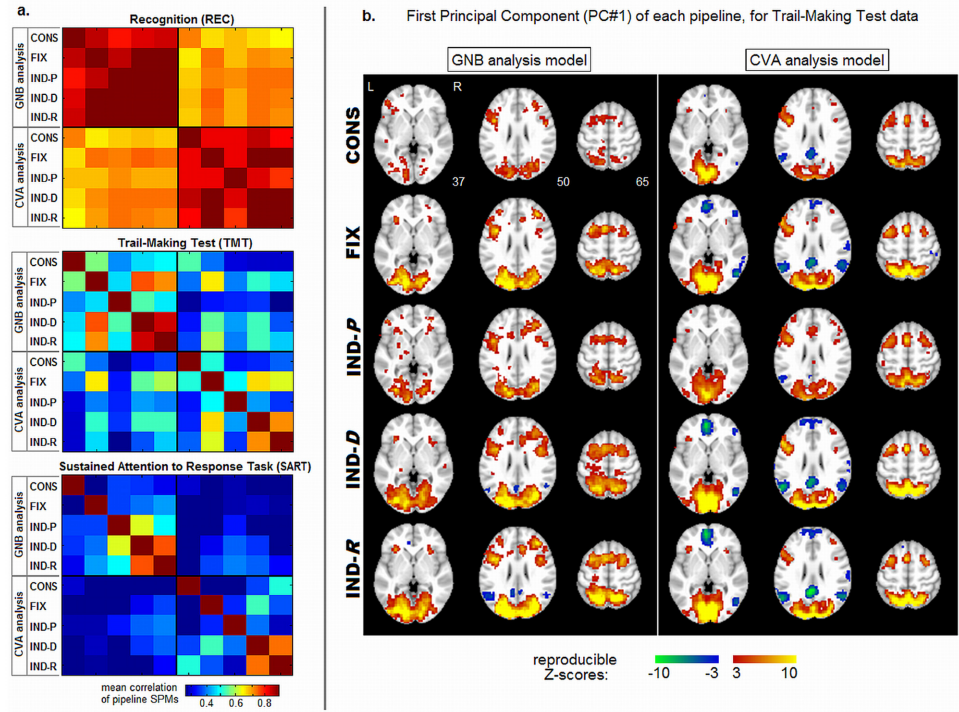 a.
Recognition (REC)
GNB analysis
CONS
FIX
IND-P
IND-D
IND-R
CVA analysis
CONS
FIX
IND-P
IND-D
IND-R
Trail-Making Test (TMT)
GNB analysis
CONS
FIX
IND-P
IND-D
IND-R
CVA analysis
CONS
FIX
IND-P
IND-D
IND-R
Sustained Attention to Response Task (SART)
GNB analysis
CONS
FIX
IND-P
IND-D
IND-R
CVA analysis
CONS
FIX
IND-P
IND-D
IND-R
mean correlation
of pipeline SPMs
0.4 0.6 0.8
b. First Principal Component (PC#1) of each pipeline, for Trail-Making Test data
GNB analysis model CVA analysis model
L R
CONS
37 50 65
FIX
IND-P
IND-D
IND-R
reproducible
Z-scores:
-10 -3 3 10